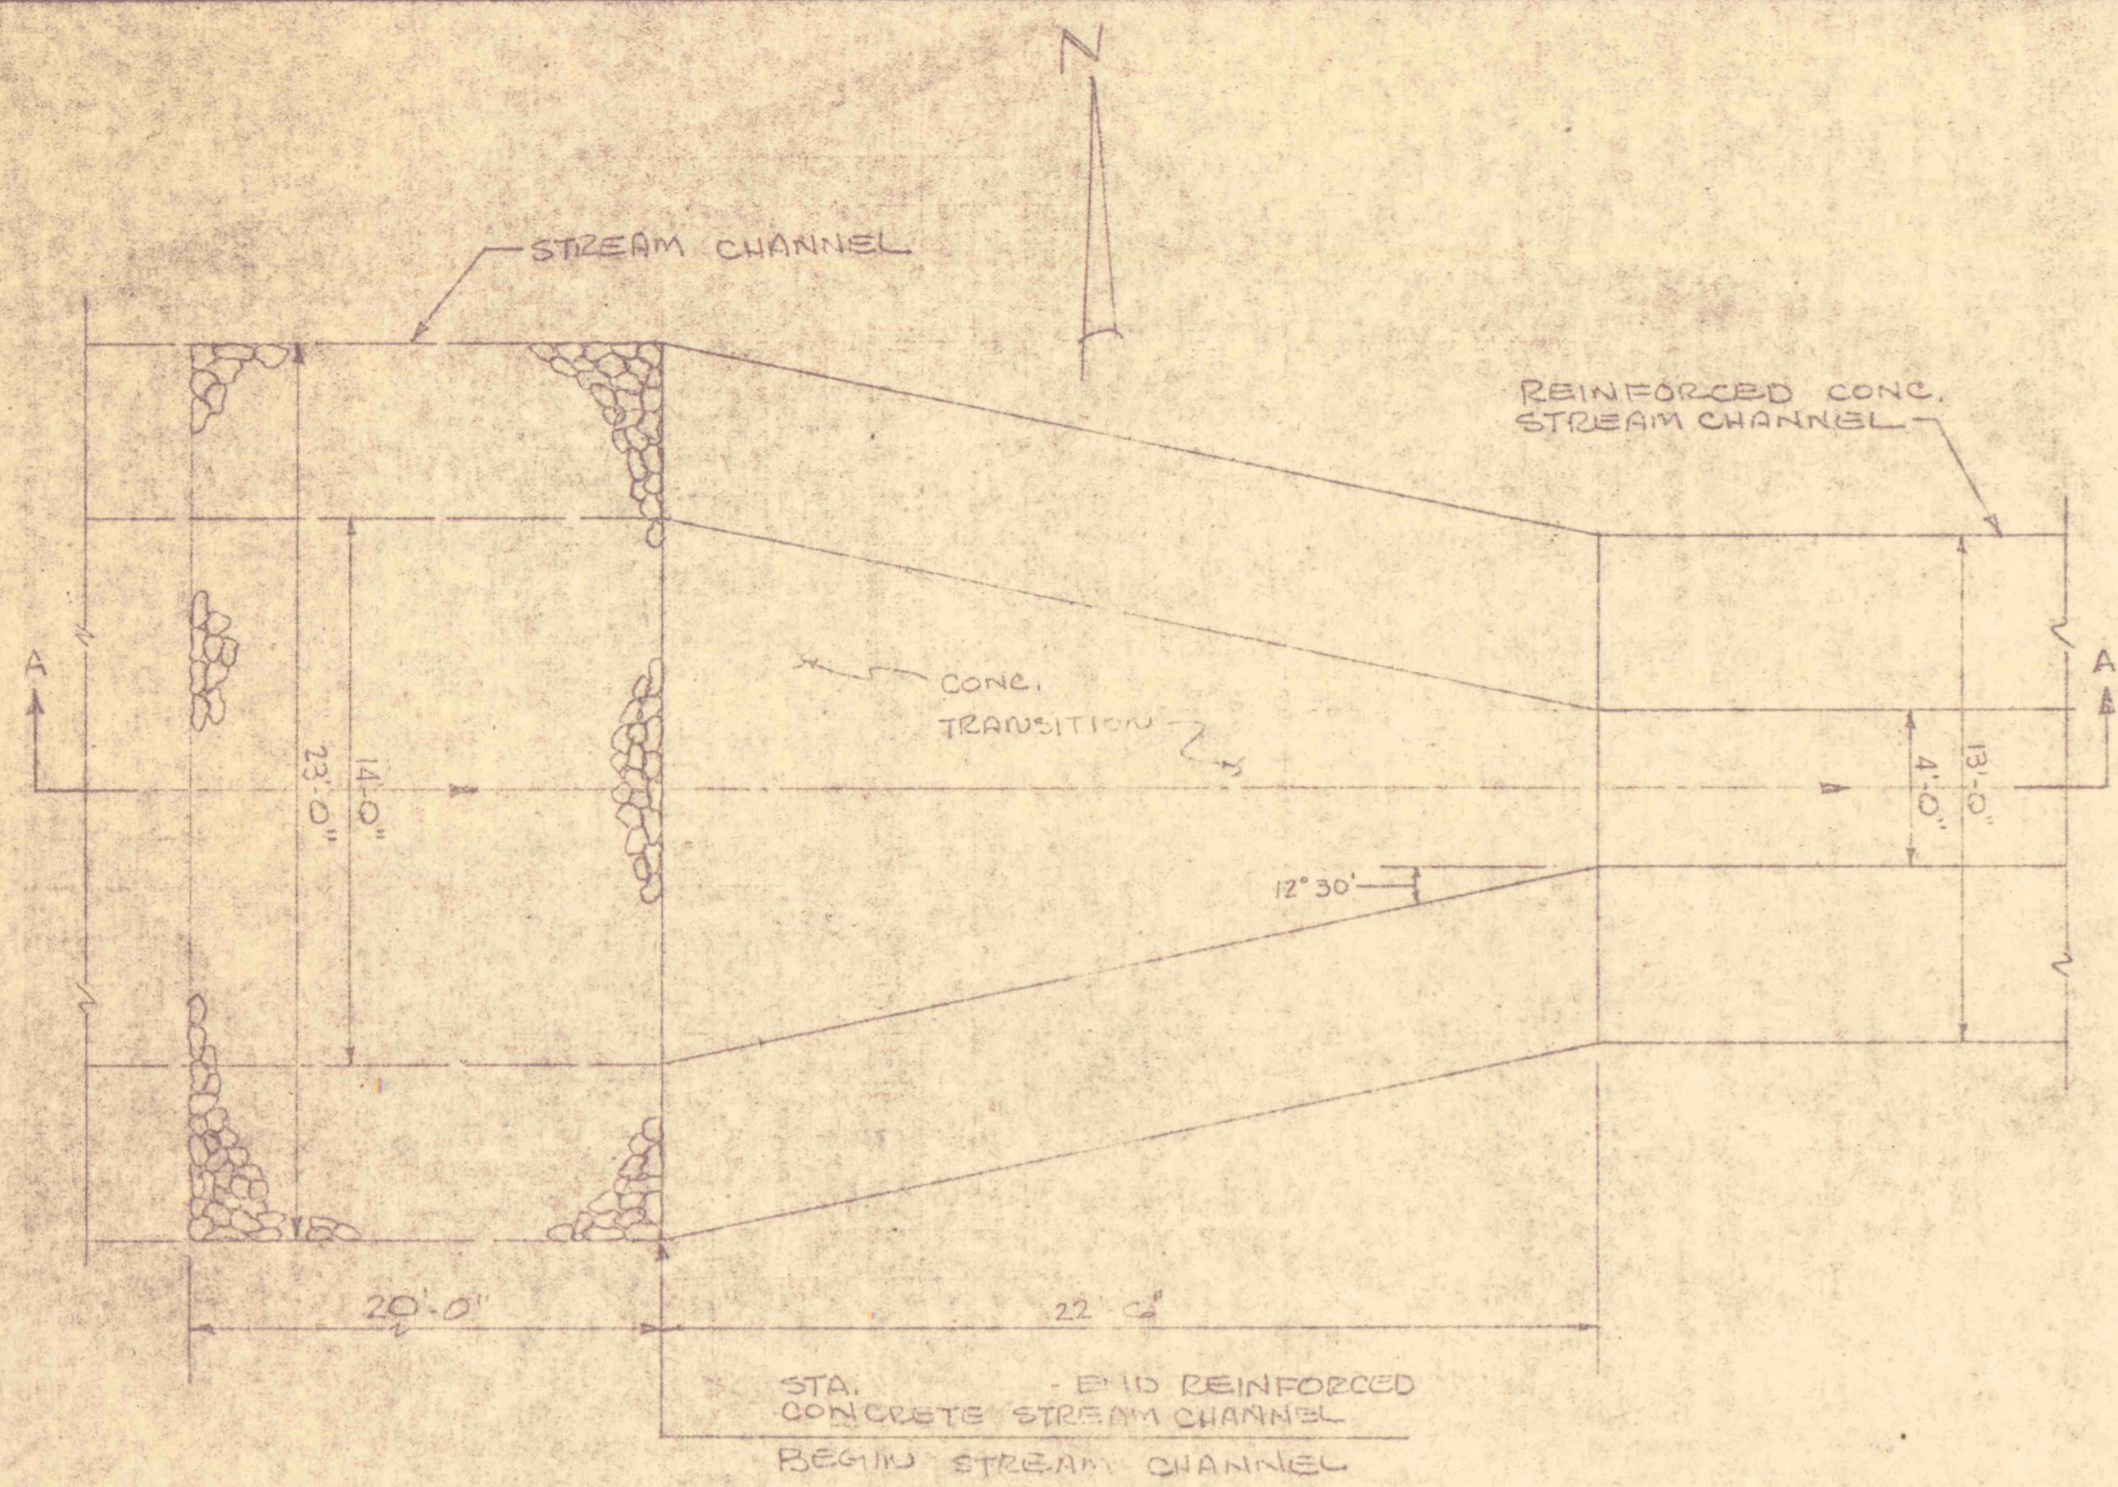 N
STREAM CHANNEL
REINFORCED CONC.
STREAM CHANNEL
A
A
CONC.
TRANSITION
23'-0"
14'-0"
4'-0"
13'-0"
12°30'
20'-0"
22'
STA. - END REINFORCED
CONCRETE STREAM CHANNEL
BEGIN STREAM CHANNEL